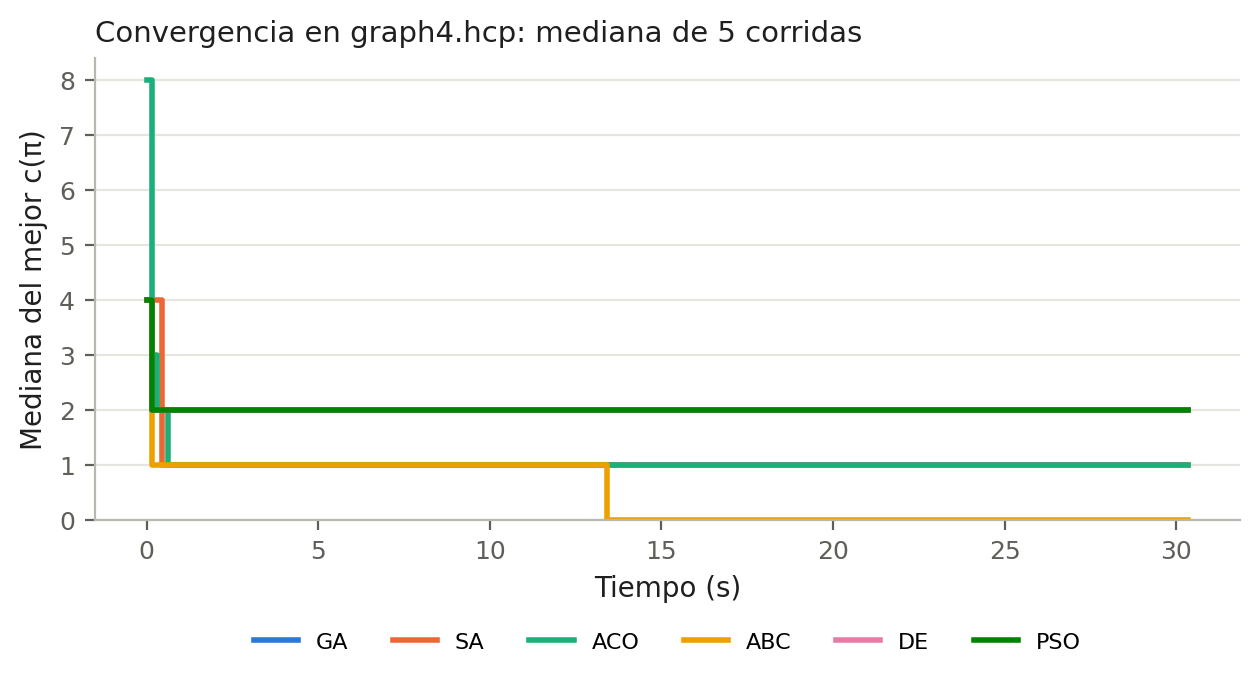 Convergencia en graph4.hcp: mediana de 5 corridas
Mediana del mejor c(π)
8
7
6
5
4
3
2
1
0
0 5 10 15 20 25 30
Tiempo (s)
GA SA ACO ABC DE PSO